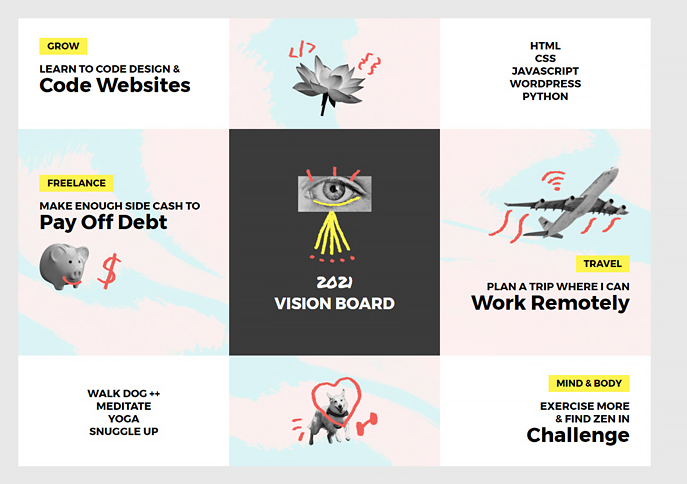 GROW
LEARN TO CODE DESIGN &
Code Websites
</>
{}
HTML
CSS
JAVASCRIPT
WORDPRESS
PYTHON
FREELANCE
MAKE ENOUGH SIDE CASH TO
Pay Off Debt
$
2021
VISION BOARD
TRAVEL
PLAN A TRIP WHERE I CAN
Work Remotely
WALK DOG ++
MEDITATE
YOGA
SNUGGLE UP
MIND & BODY
EXERCISE MORE
& FIND ZEN IN
Challenge